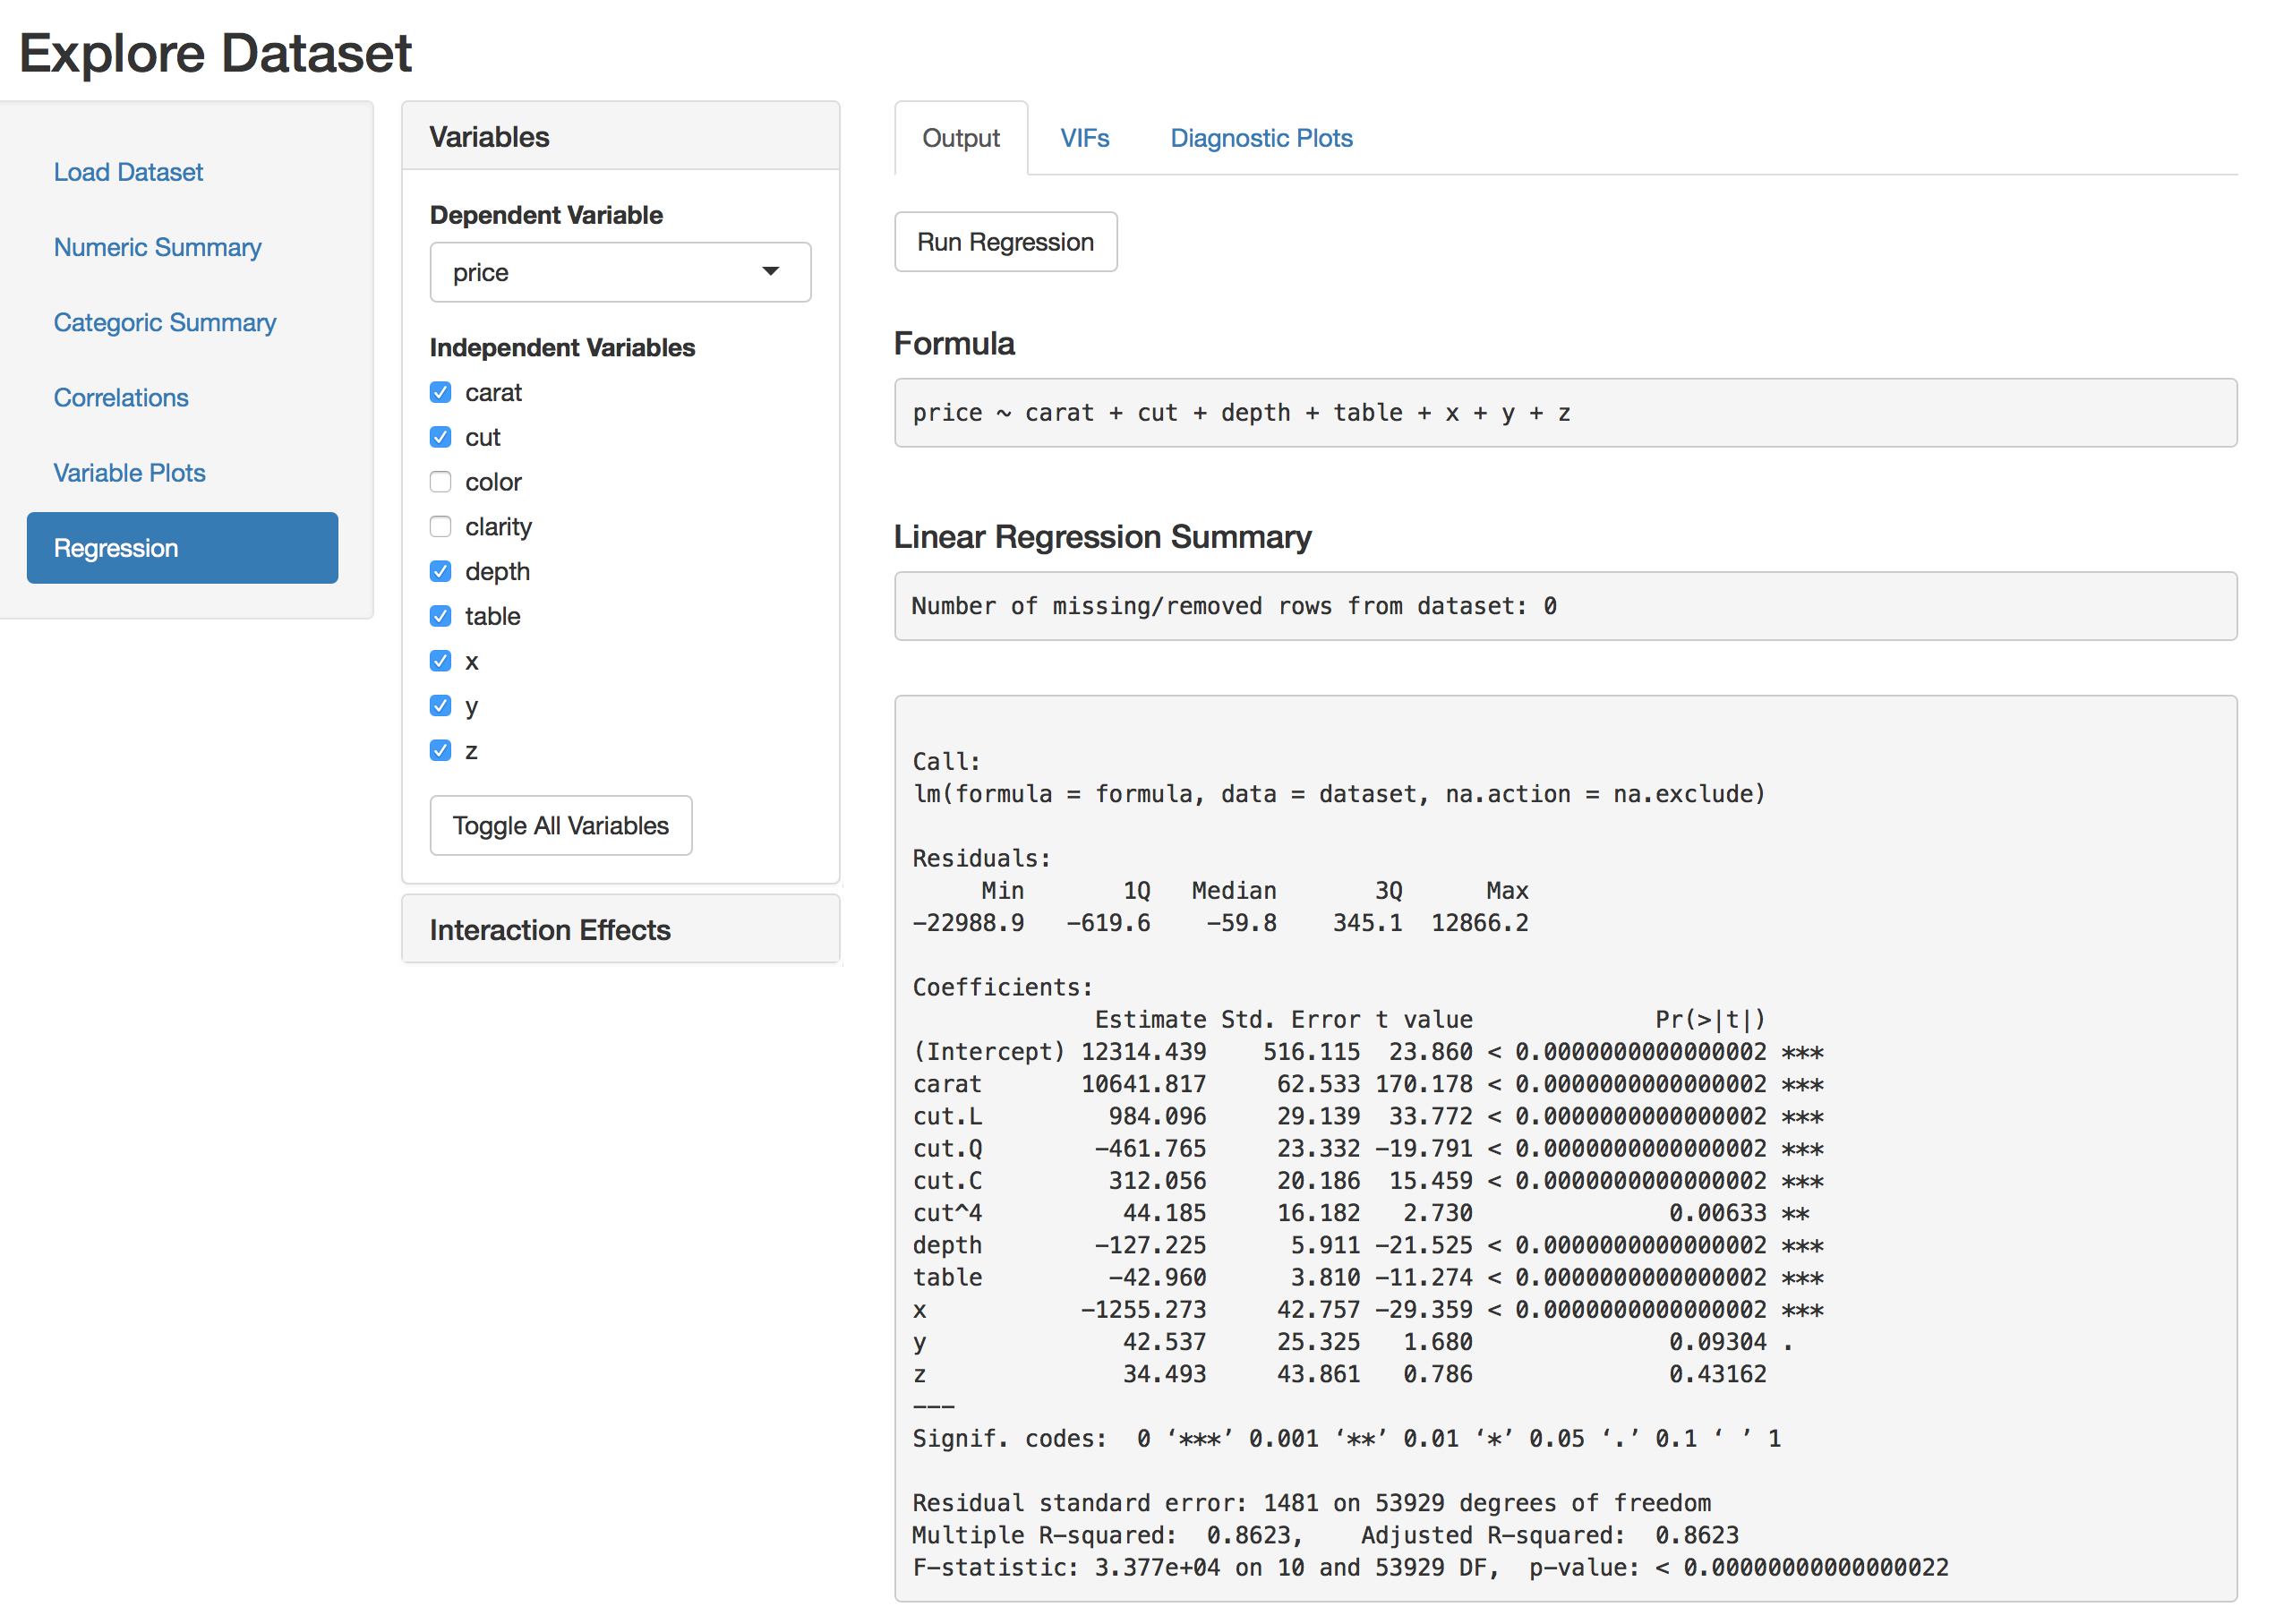 Explore Dataset
Load Dataset
Numeric Summary
Categoric Summary
Correlations
Variable Plots
Regression
Variables
Dependent Variable
price
Independent Variables
carat
cut
color
clarity
depth
table
x
y
z
Toggle All Variables
Interaction Effects
Output VIFs Diagnostic Plots
Run Regression
Formula
price ~ carat + cut + depth + table + x + y + z
Linear Regression Summary
Number of missing/removed rows from dataset: 0
Call:
lm(formula = formula, data = dataset, na.action = na.exclude)
Residuals:
     Min       1Q   Median       3Q      Max
-22988.9   -619.6    -59.8    345.1  12866.2
Coefficients:
             Estimate Std. Error t value             Pr(>|t|)
(Intercept) 12314.439    516.115  23.860 < 0.0000000000000002 ***
carat       10641.817     62.533 170.178 < 0.0000000000000002 ***
cut.L         984.096     29.139  33.772 < 0.0000000000000002 ***
cut.Q        -461.765     23.332 -19.791 < 0.0000000000000002 ***
cut.C         312.056     20.186  15.459 < 0.0000000000000002 ***
cut^4          44.185     16.182   2.730              0.00633 **
depth        -127.225      5.911 -21.525 < 0.0000000000000002 ***
table         -42.960      3.810 -11.274 < 0.0000000000000002 ***
x           -1255.273     42.757 -29.359 < 0.0000000000000002 ***
y              42.537     25.325   1.680              0.09304 .
z              34.493     43.861   0.786              0.43162
---
Signif. codes:  0 ‘***’ 0.001 ‘**’ 0.01 ‘*’ 0.05 ‘.’ 0.1 ‘ ’ 1
Residual standard error: 1481 on 53929 degrees of freedom
Multiple R-squared:  0.8623,    Adjusted R-squared:  0.8623
F-statistic: 3.377e+04 on 10 and 53929 DF,  p-value: < 0.00000000000000022